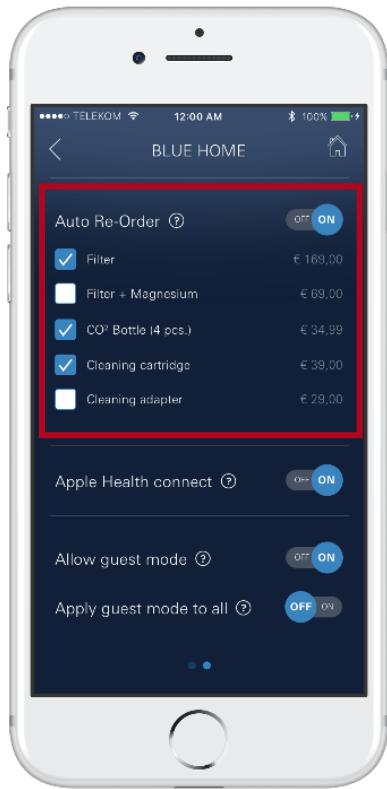 TELEKOM 12:00 AM 100%
BLUE HOME
Auto Re-Order ? OFF ON
Filter € 169,00
Filter + Magnesium € 69,00
CO² Bottle (4 pcs.) € 34,99
Cleaning cartridge € 39,00
Cleaning adapter € 29,00
Apple Health connect ? OFF ON
Allow guest mode ? OFF ON
Apply guest mode to all ? OFF ON